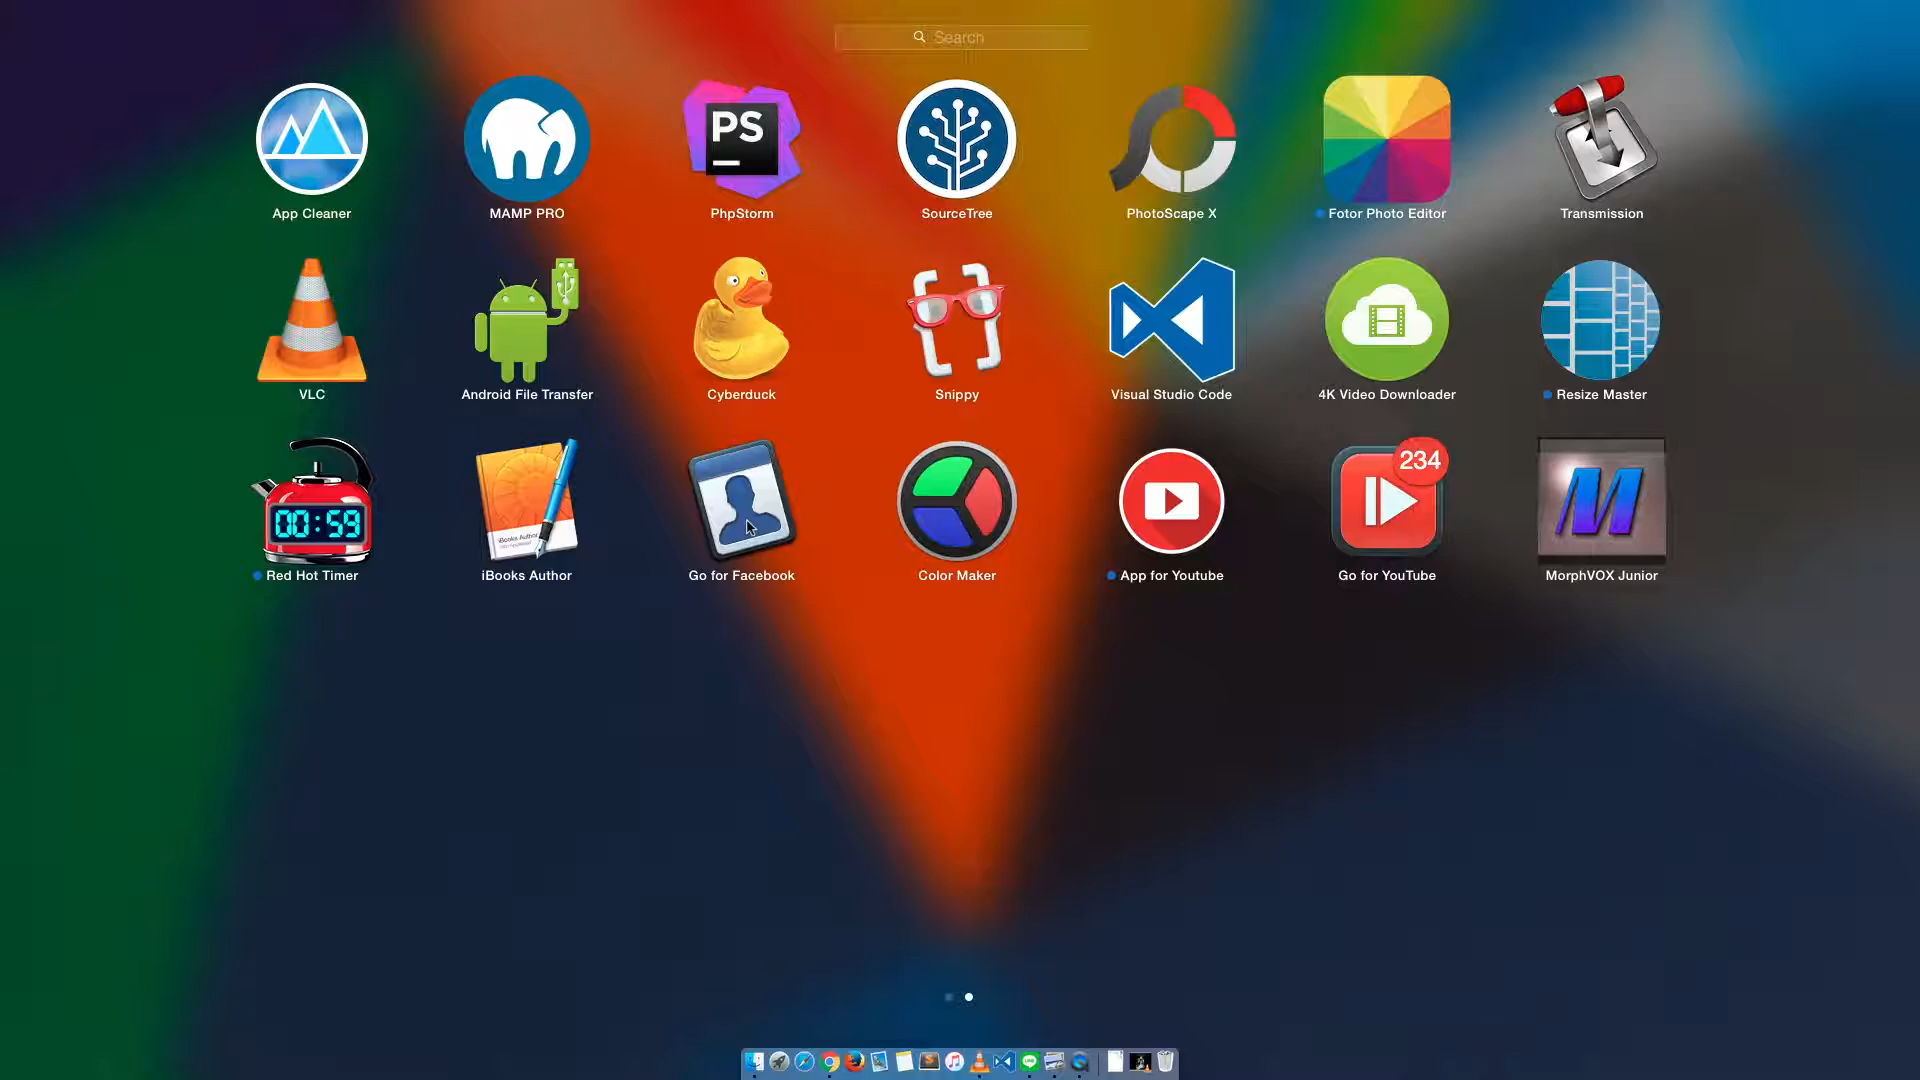 Search
App Cleaner
MAMP PRO
PS
PhpStorm
SourceTree
PhotoScape X
Fotor Photo Editor
Transmission
VLC
Android File Transfer
Cyberduck
Snippy
Visual Studio Code
4K Video Downloader
Resize Master
00:59
Red Hot Timer
iBooks Author
iBooks Author
Go for Facebook
Color Maker
App for Youtube
234
Go for YouTube
M
MorphVOX Junior